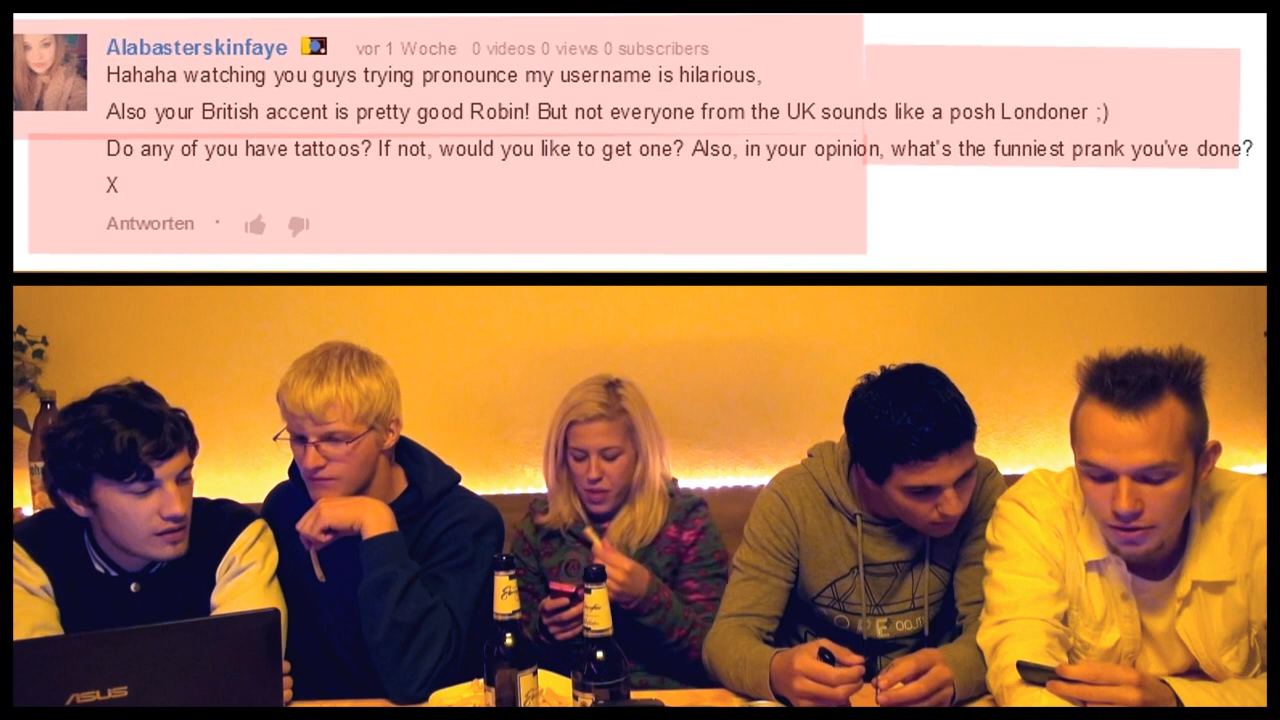 Alabasterskinfaye vor 1 Woche 0 videos 0 views 0 subscribers
Hahaha watching you guys trying pronounce my username is hilarious,
Also your British accent is pretty good Robin! But not everyone from the UK sounds like a posh Londoner ;)
Do any of you have tattoos? If not, would you like to get one? Also, in your opinion, what's the funniest prank you've done?
X
Antworten ·
ASUS